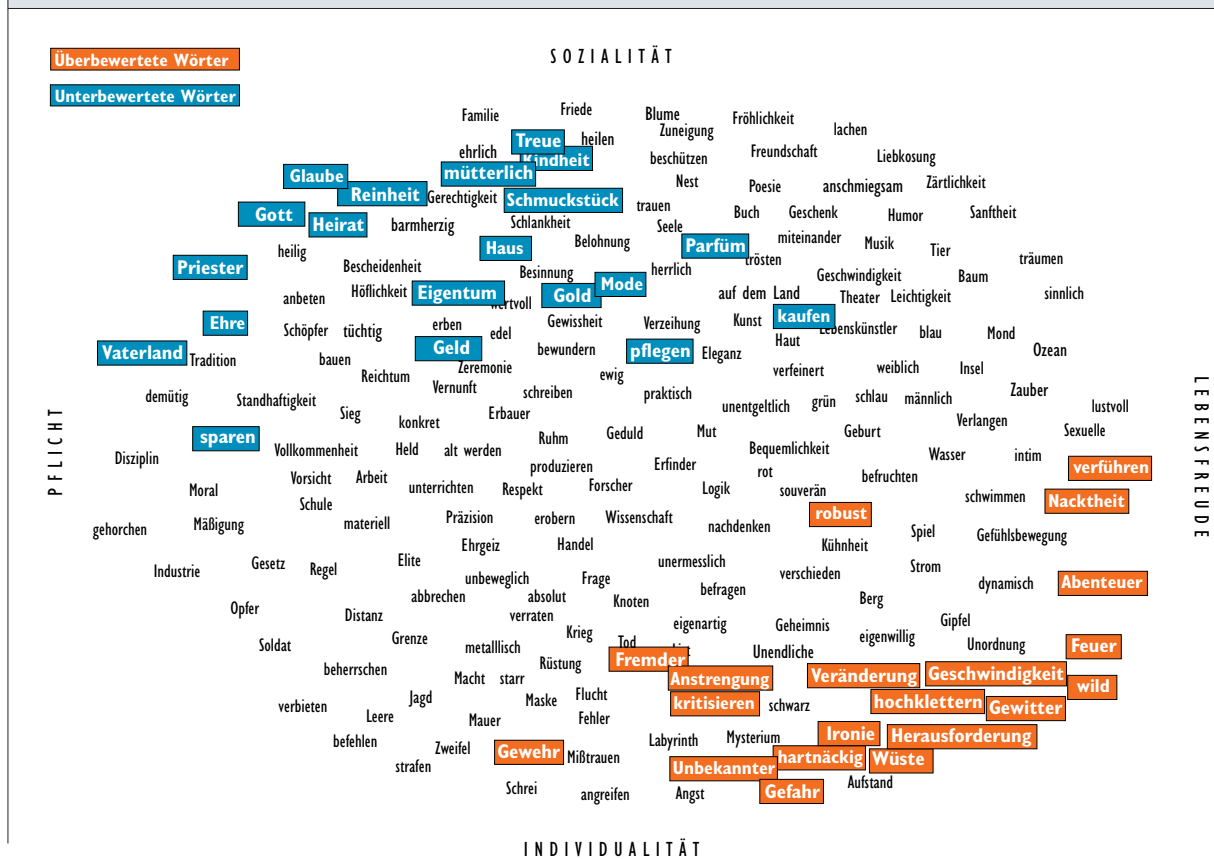 SOZIALITÄT
Überbewertete Wörter
Unterbewertete Wörter
Familie Friede Blume Fröhlichkeit
Zuneigung lachen
Treue heilen
ehrlich Kindheit beschützen Freundschaft Liebkosung
Glaube mütterlich
Nest Poesie anschmiegsam Zärtlichkeit
Reinheit Gerechtigkeit Schmuckstück trauen
Gott Heirat barmherzig Schlankheit Seele Buch Geschenk Humor Sanftheit
heilig Haus Belohnung Parfüm miteinander Musik Tier
Priester Bescheidenheit Besinnung herrlich trösten träumen
Geschwindigkeit Baum
anbeten Höflichkeit Eigentum wertvoll Gold Mode auf dem Land Theater Leichtigkeit sinnlich
Ehre Schöpfer tüchtig erben edel Gewissheit Verzeihung Kunst kaufen Lebenskünstler blau Mond
Haut
Vaterland Tradition bauen Geld bewundern pflegen Eleganz Ozean
Reichtum Zeremonie ewig verfeinert weiblich Insel
Vernunft
demütig Standhaftigkeit schreiben praktisch unentgeltlich grün schlau männlich Zauber
PFLICHT
LEBENSFREUDE
Sieg konkret Erbauer lustvoll
Verlangen Sexuelle
sparen Vollkommenheit Held alt werden Ruhm Geduld Mut Bequemlichkeit Geburt
Disziplin produzieren Erfinder rot Wasser intim verführen
Vorsicht Arbeit befruchten
Moral unterrichten Respekt Forscher Logik souverän schwimmen Nacktheit
Schule
gehorchen Mäßigung materiell Präzision erobern Wissenschaft nachdenken robust Spiel Gefühlsbewegung
Ehrgeiz Handel Kühnheit
Industrie Gesetz Regel Elite unermesslich verschieden Strom
unbeweglich Frage dynamisch Abenteuer
abbrechen absolut Knoten befragen Berg
Opfer Distanz verraten eigenartig Geheimnis Gipfel
Soldat Grenze metalllisch Krieg Tod eigenwillig Unordnung Feuer
Unendliche
beherrschen Rüstung Fremder
Macht starr Anstrengung Veränderung Geschwindigkeit wild
verbieten Jagd Maske Flucht kritisieren schwarz hochklettern Gewitter
Leere Mauer Fehler
befehlen Zweifel Labyrinth Mysterium Ironie Herausforderung
strafen Gewehr Mißtrauen Unbekannter hartnäckig Wüste
Schrei angreifen Angst Gefahr Aufstand
INDIVIDUALITÄT